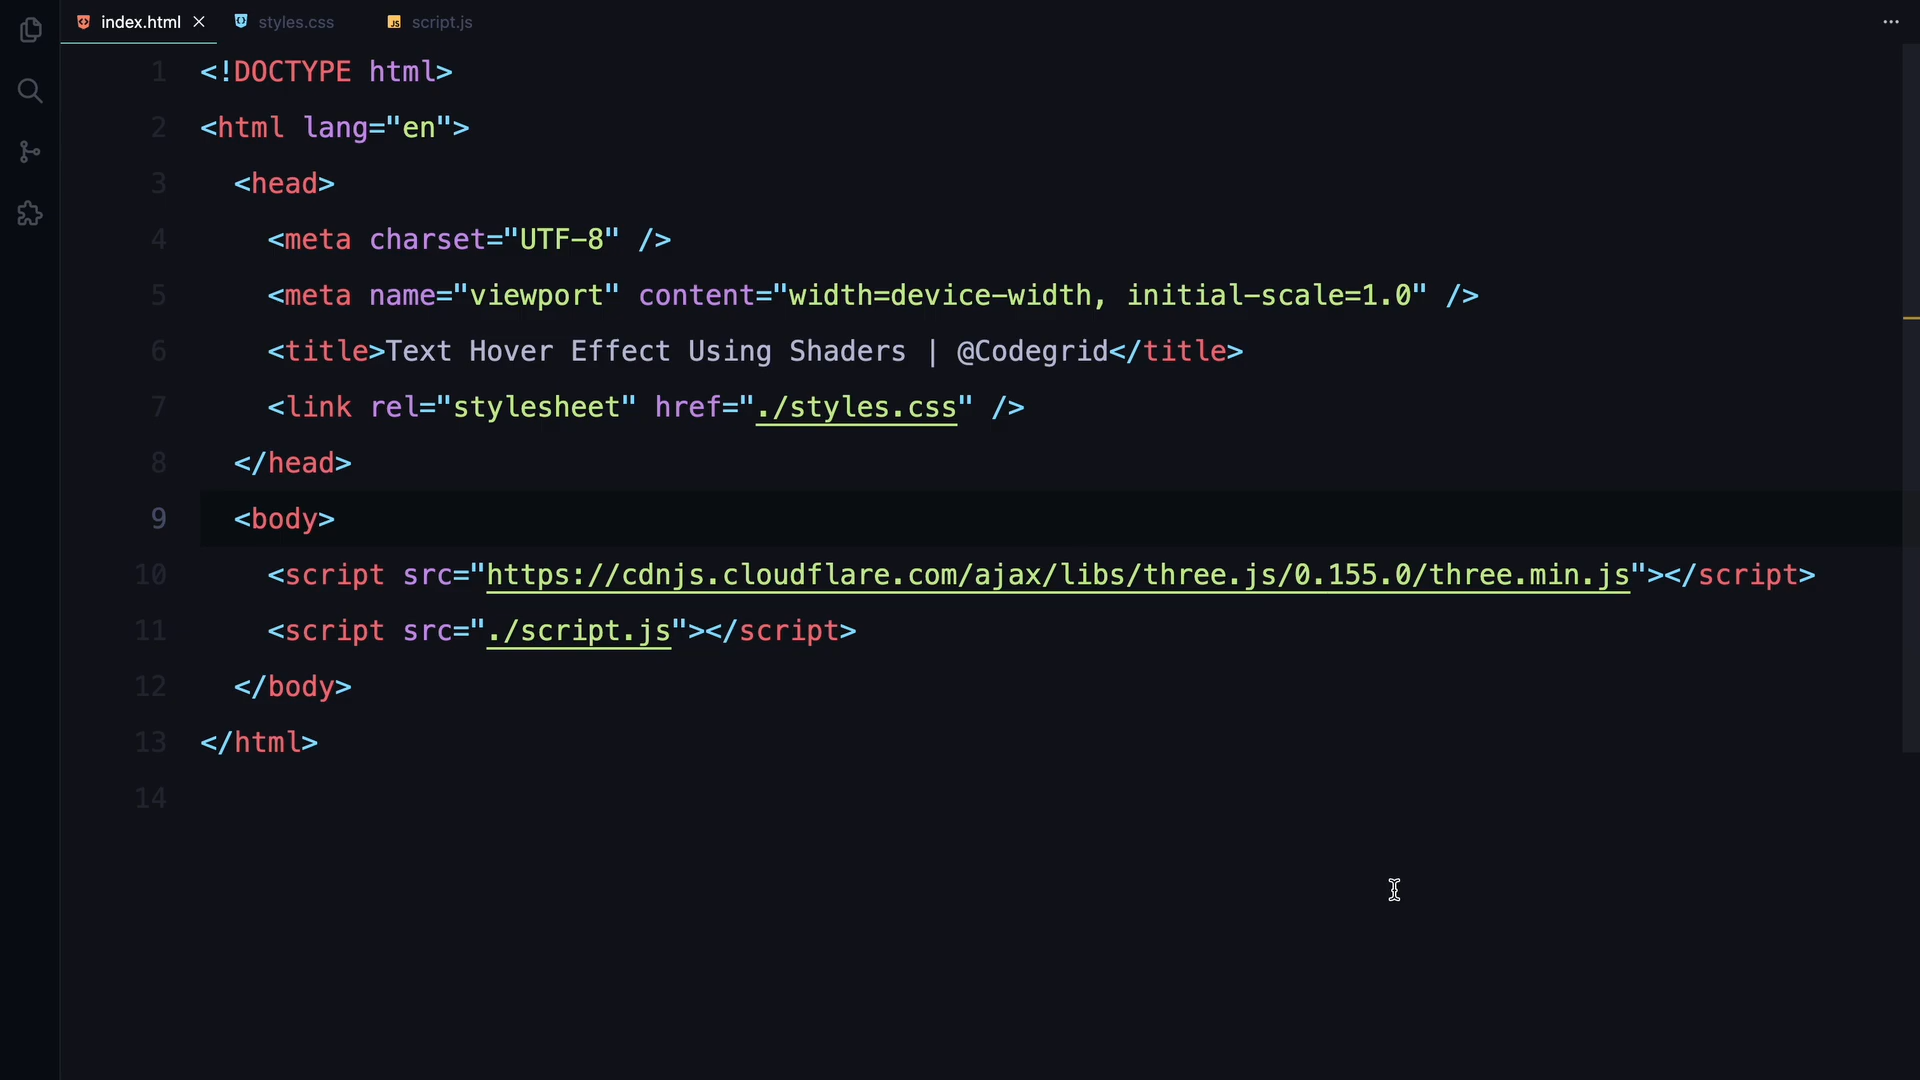 index.html
styles.css
JS script.js
1 <!DOCTYPE html>
2 <html lang="en">
3 <head>
4 <meta charset="UTF-8" />
5 <meta name="viewport" content="width=device-width, initial-scale=1.0" />
6 <title>Text Hover Effect Using Shaders | @Codegrid</title>
7 <link rel="stylesheet" href="./styles.css" />
8 </head>
9 <body>
10 <script src="https://cdnjs.cloudflare.com/ajax/libs/three.js/0.155.0/three.min.js"></script>
11 <script src="./script.js"></script>
12 </body>
13 </html>
14